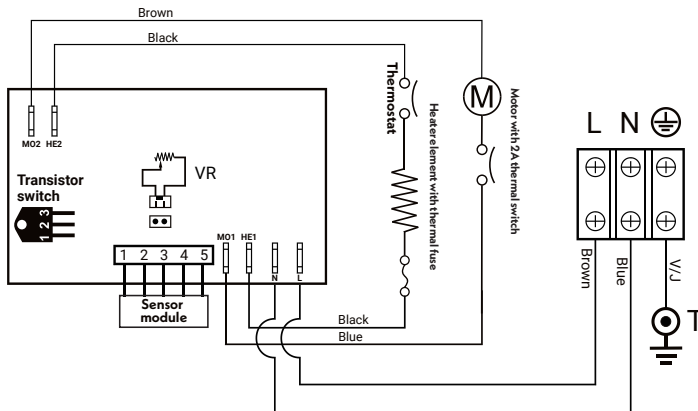 Brown
Black
MO2 HE2
Thermostat
Heater element with thermal fuse
M
Motor with 2A thermal switch
L N
VR
Transistor
switch
1 2 3
1 2 3 4 5
MO1 HE1
N L
Sensor
module
Black
Blue
Brown
Blue
V/J
T